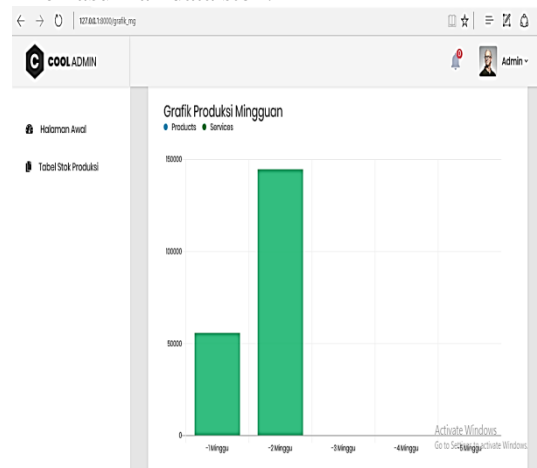 127.0.0.1:8000/grafik_mg
C COOL ADMIN
Admin
Halaman Awal
Tabel Stok Produksi
Grafik Produksi Mingguan
Products Services
150000
100000
50000
0
-1 Minggu -2 Minggu -3 Minggu -4 Minggu
Activate Windows
Go to Settings to activate Windows.